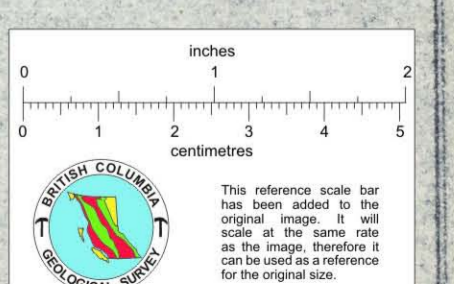 inches
0 1 2
0 1 2 3 4 5
centimetres
BRITISH COLUMBIA
GEOLOGICAL SURVEY
This reference scale bar
has been added to the
original image. It will
scale at the same rate
as the image, therefore it
can be used as a reference
for the original size.